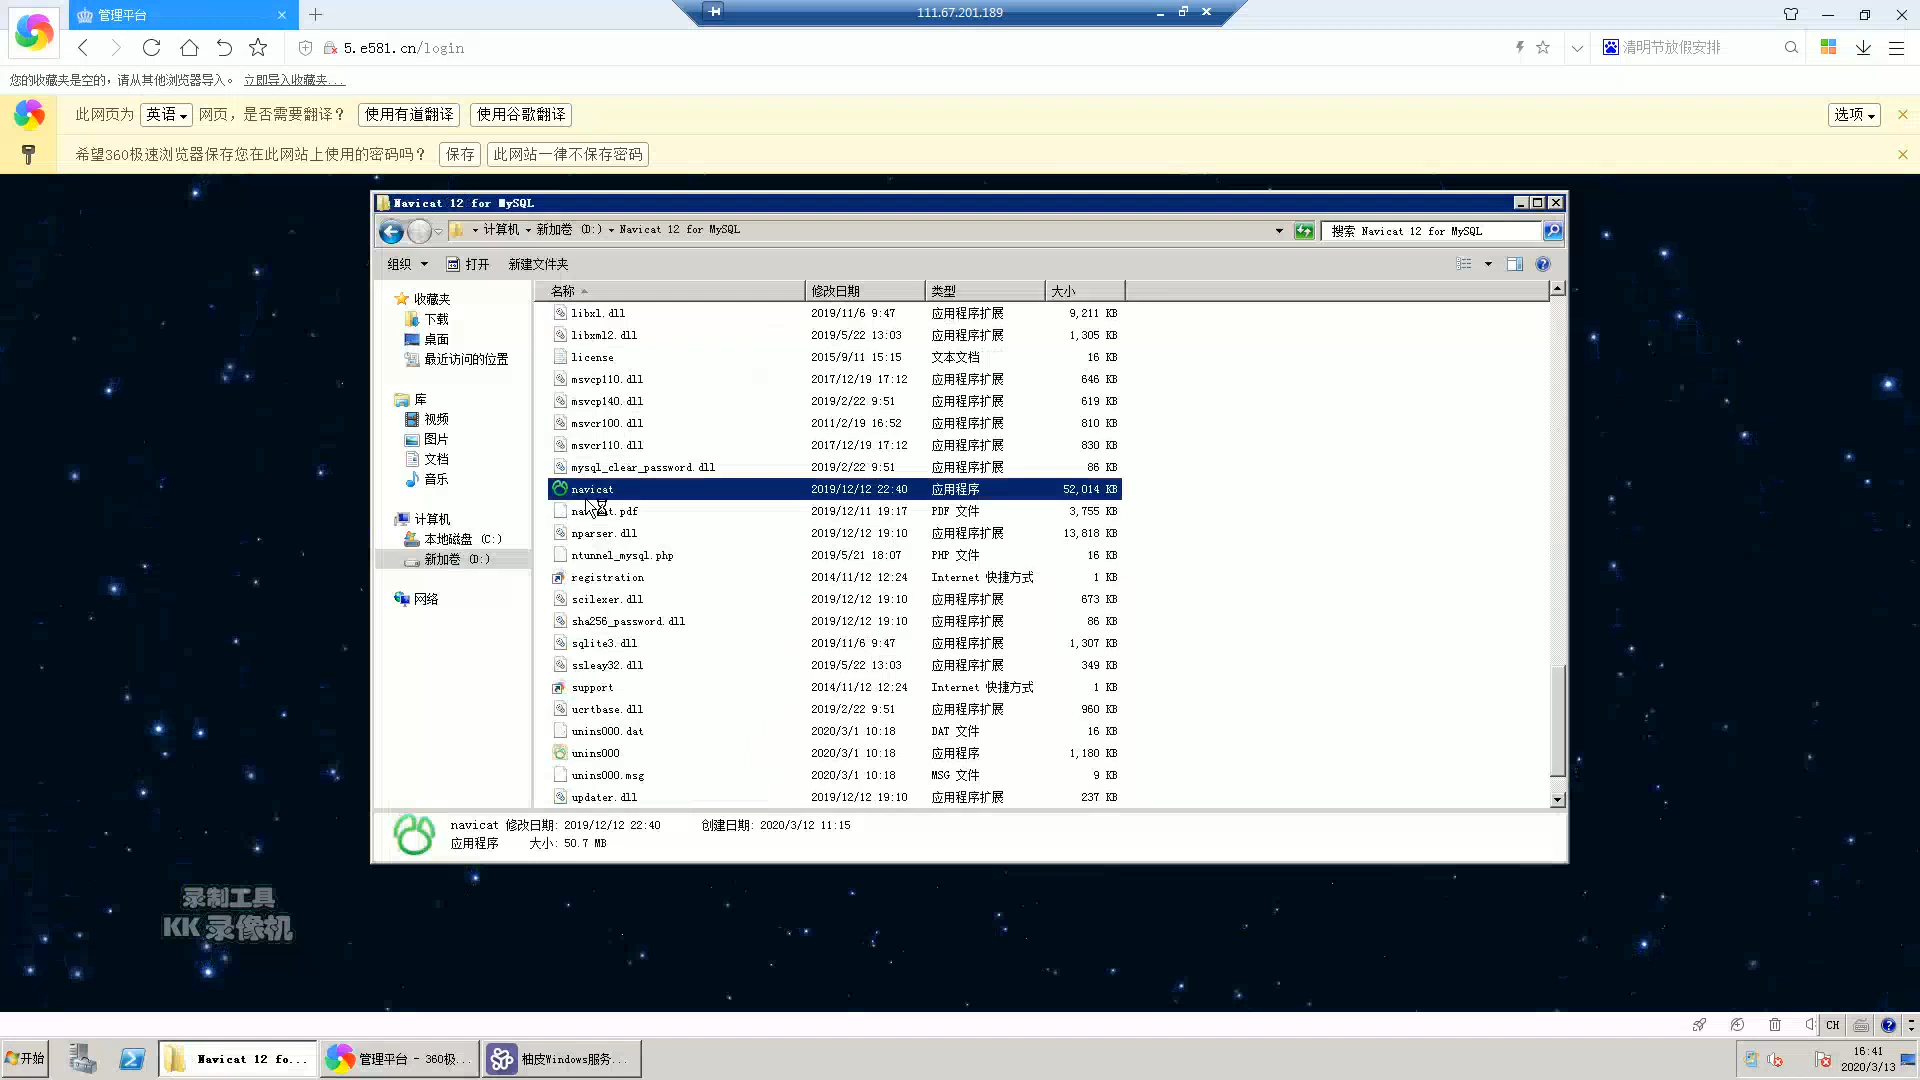 管理平台
111.67.201.189
5.e581.cn/login
清明节放假安排
您的收藏夹是空的，请从其他浏览器导入。 立即导入收藏夹...
此网页为 英语 网页，是否需要翻译？ 使用有道翻译 使用谷歌翻译 选项
希望360极速浏览器保存您在此网站上使用的密码吗？ 保存 此网站一律不保存密码
Navicat 12 for MySQL
计算机 新加卷 (D:) Navicat 12 for MySQL
搜索 Navicat 12 for MySQL
组织 打开 新建文件夹
收藏夹
下载
桌面
最近访问的位置
库
视频
图片
文档
音乐
计算机
本地磁盘 (C:)
新加卷 (D:)
网络
名称 修改日期 类型 大小
libxl.dll 2019/11/6 9:47 应用程序扩展 9,211 KB
libxml2.dll 2019/5/22 13:03 应用程序扩展 1,305 KB
license 2015/9/11 15:15 文本文档 16 KB
msvcp110.dll 2017/12/19 17:12 应用程序扩展 646 KB
msvcp140.dll 2019/2/22 9:51 应用程序扩展 619 KB
msvcr100.dll 2011/2/19 16:52 应用程序扩展 810 KB
msvcr110.dll 2017/12/19 17:12 应用程序扩展 830 KB
mysql_clear_password.dll 2019/2/22 9:51 应用程序扩展 86 KB
navicat 2019/12/12 22:40 应用程序 52,014 KB
2019/12/11 19:17 PDF 文件 3,755 KB
nparser.dll 2019/12/12 19:10 应用程序扩展 13,818 KB
ntunnel_mysql.php 2019/5/21 18:07 PHP 文件 16 KB
registration 2014/11/12 12:24 Internet 快捷方式 1 KB
scilexer.dll 2019/12/12 19:10 应用程序扩展 673 KB
sha256_password.dll 2019/12/12 19:10 应用程序扩展 86 KB
sqlite3.dll 2019/11/6 9:47 应用程序扩展 1,307 KB
ssleay32.dll 2019/5/22 13:03 应用程序扩展 349 KB
support 2014/11/12 12:24 Internet 快捷方式 1 KB
ucrtbase.dll 2019/2/22 9:51 应用程序扩展 960 KB
unins000.dat 2020/3/1 10:18 DAT 文件 16 KB
unins000 2020/3/1 10:18 应用程序 1,180 KB
unins000.msg 2020/3/1 10:18 MSG 文件 9 KB
updater.dll 2019/12/12 19:10 应用程序扩展 237 KB
navicat 修改日期: 2019/12/12 22:40 创建日期: 2020/3/12 11:15
应用程序 大小: 50.7 MB
录制工具
KK 录像机
CH
开始 Navicat 12 fo... 管理平台 - 360极... 柚皮Windows服务...
16:41
2020/3/13